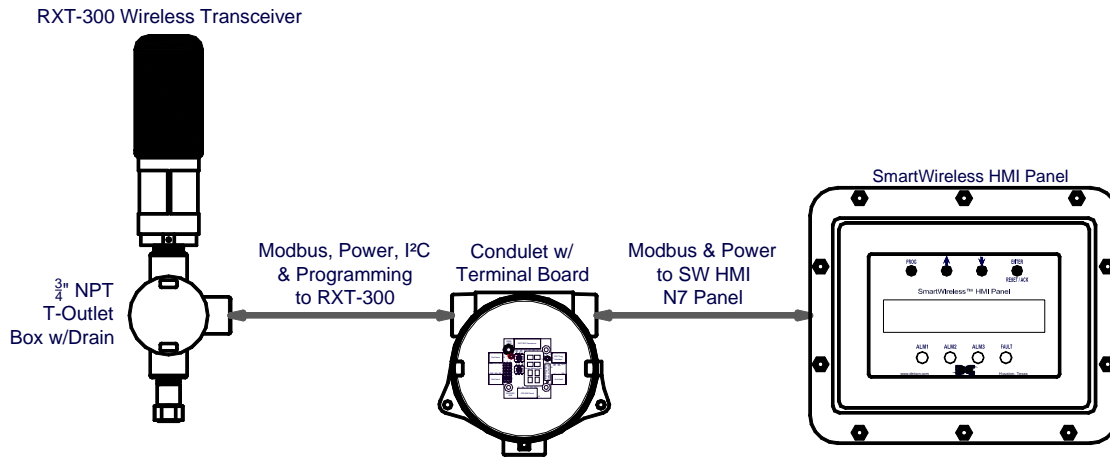 RXT-300 Wireless Transceiver
¾" NPT
T-Outlet
Box w/Drain
Modbus, Power, I²C
& Programming
to RXT-300
Condulet w/
Terminal Board
Modbus & Power
to SW HMI
N7 Panel
SmartWireless HMI Panel
PROG
ENTER
RESET / ACK
SmartWireless™ HMI Panel
ALM1 ALM2 ALM3 FAULT
Houston, Texas